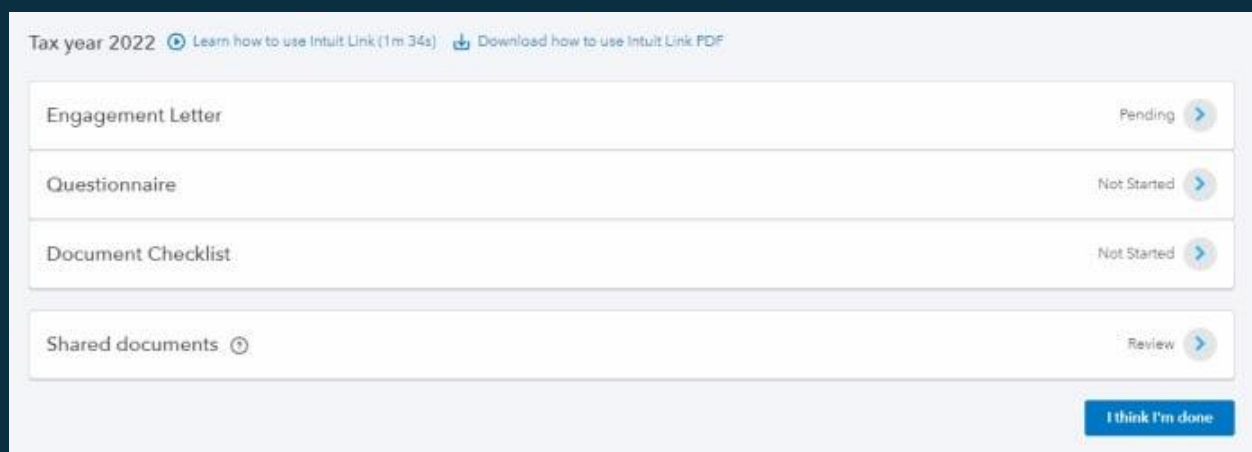 Tax year 2022 Learn how to use Intuit Link (1m 34s) Download how to use Intuit Link PDF
Engagement Letter Pending
Questionnaire Not Started
Document Checklist Not Started
Shared documents Review
I think I'm done